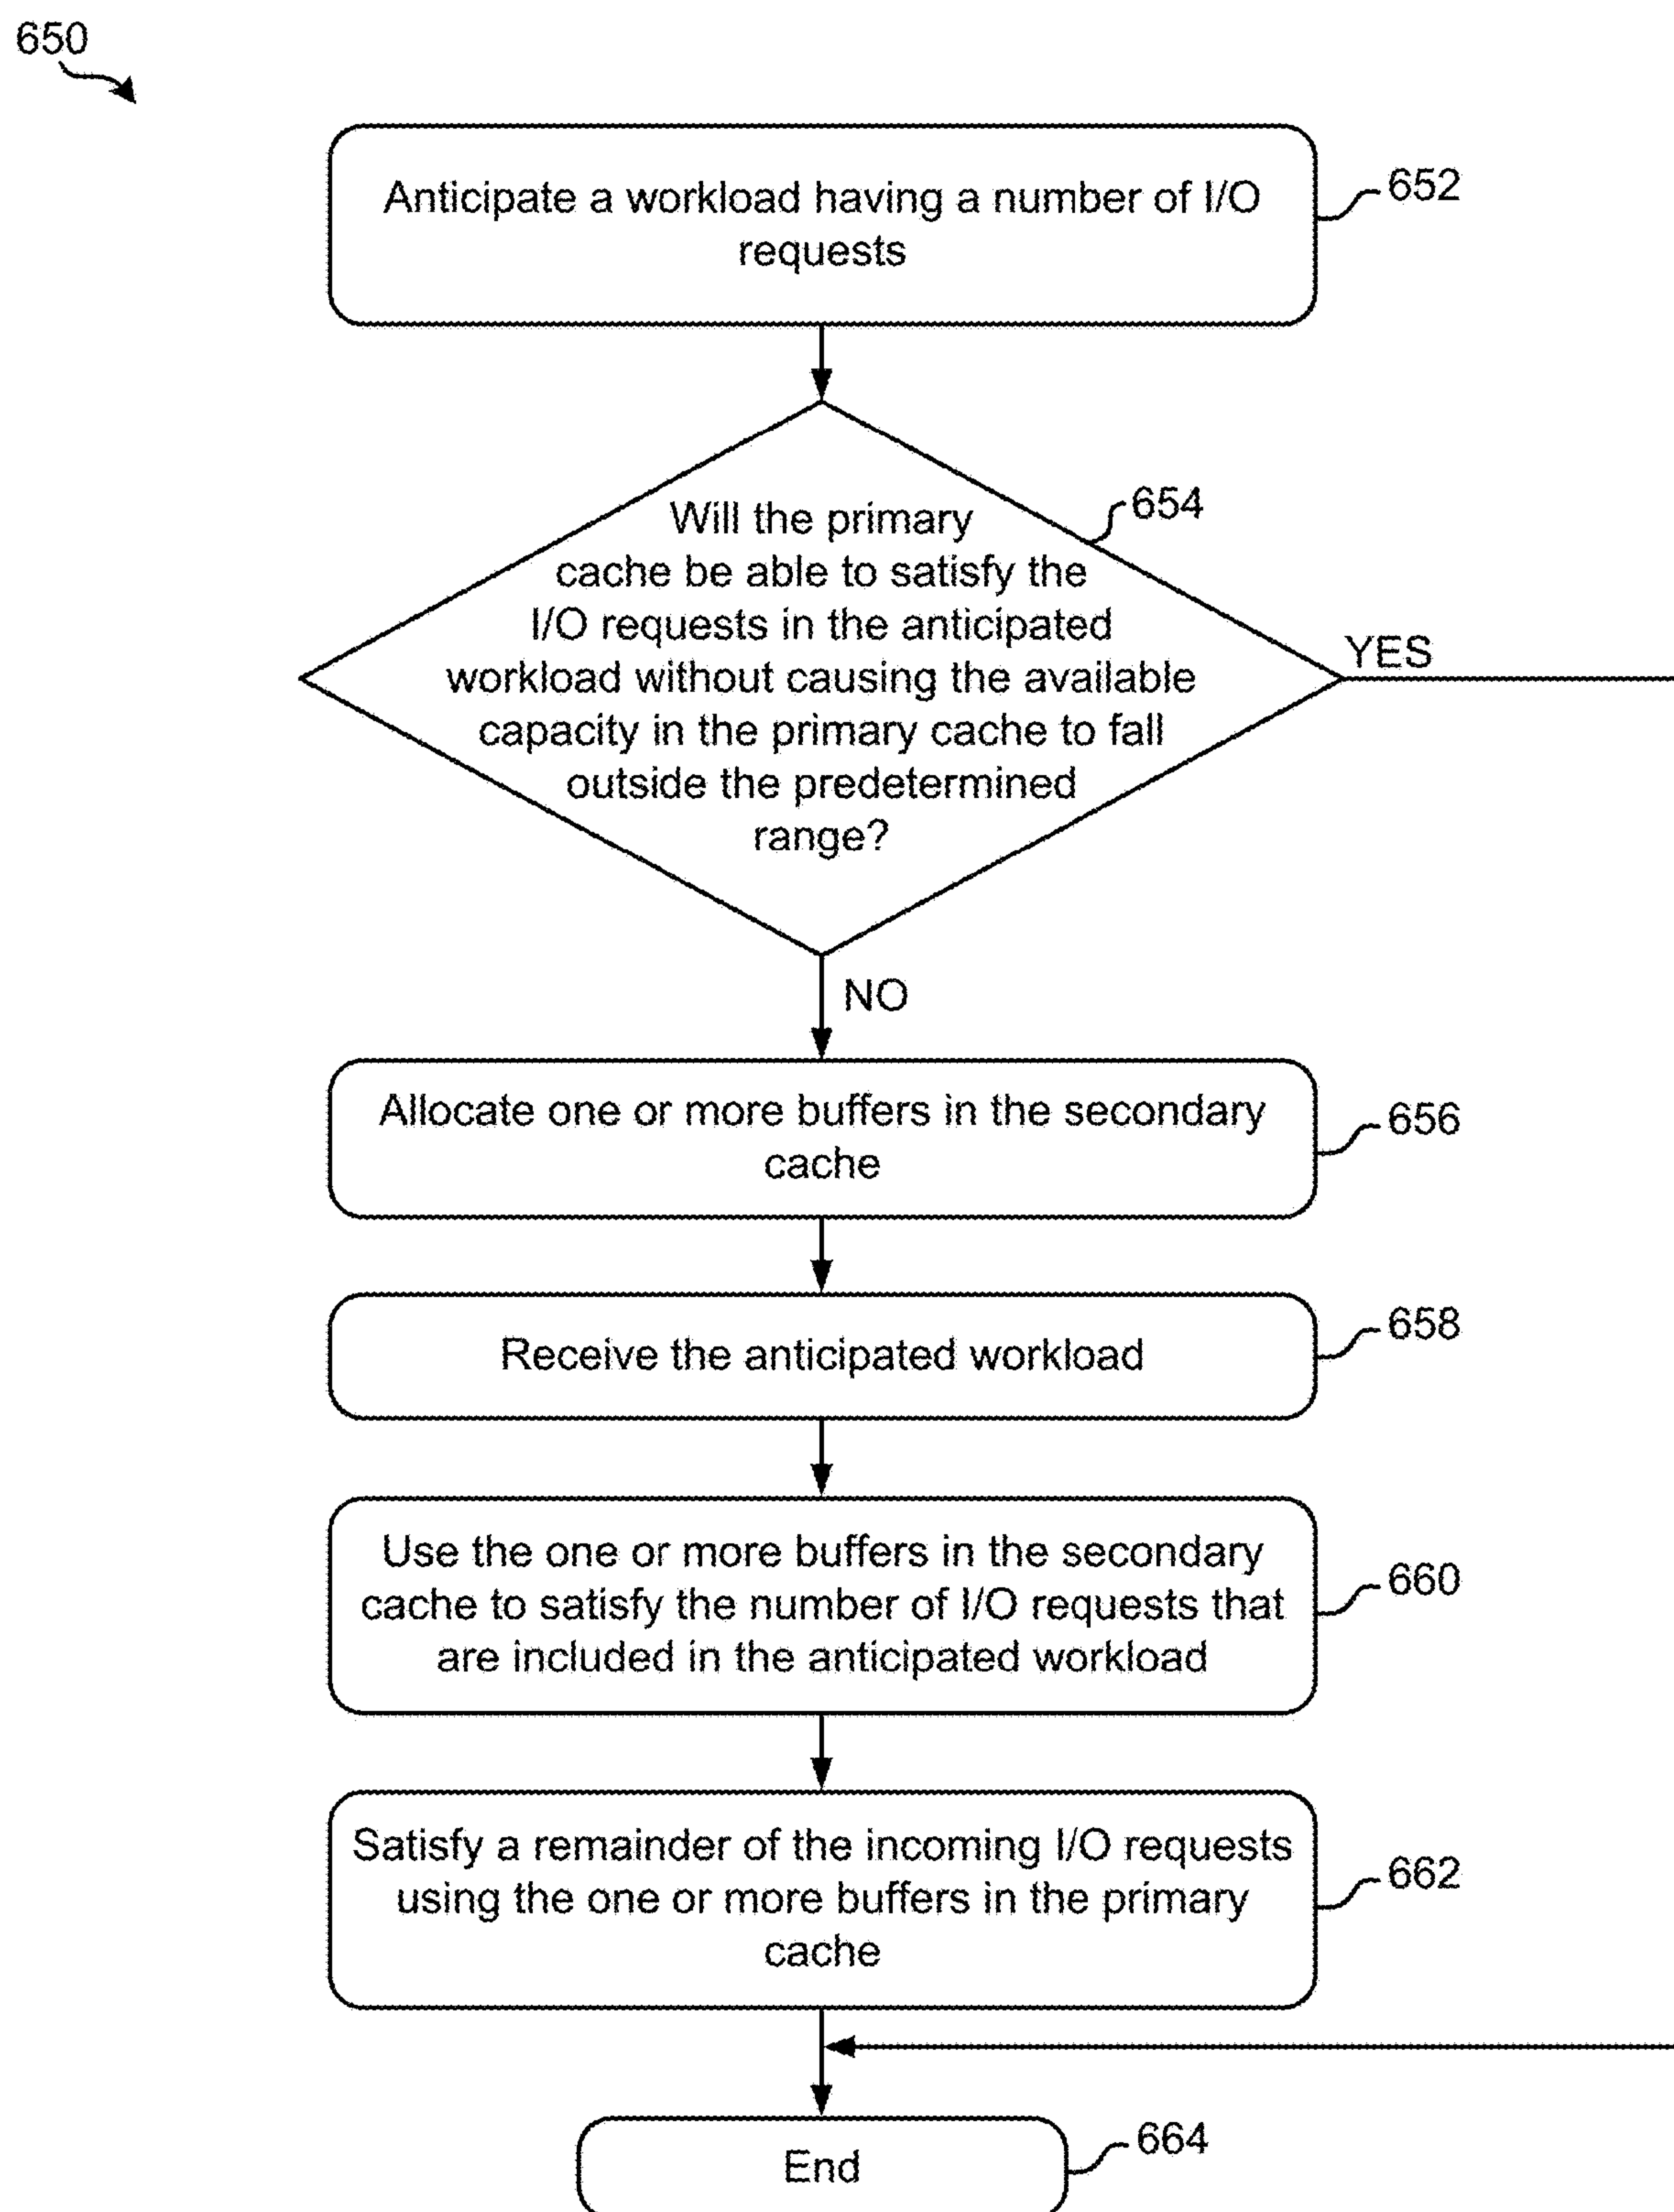 650
Anticipate a workload having a number of I/O
requests
652
Will the primary
cache be able to satisfy the
I/O requests in the anticipated
workload without causing the available
capacity in the primary cache to fall
outside the predetermined
range?
654
YES
NO
Allocate one or more buffers in the secondary
cache
656
Receive the anticipated workload
658
Use the one or more buffers in the secondary
cache to satisfy the number of I/O requests that
are included in the anticipated workload
660
Satisfy a remainder of the incoming I/O requests
using the one or more buffers in the primary
cache
662
End
664